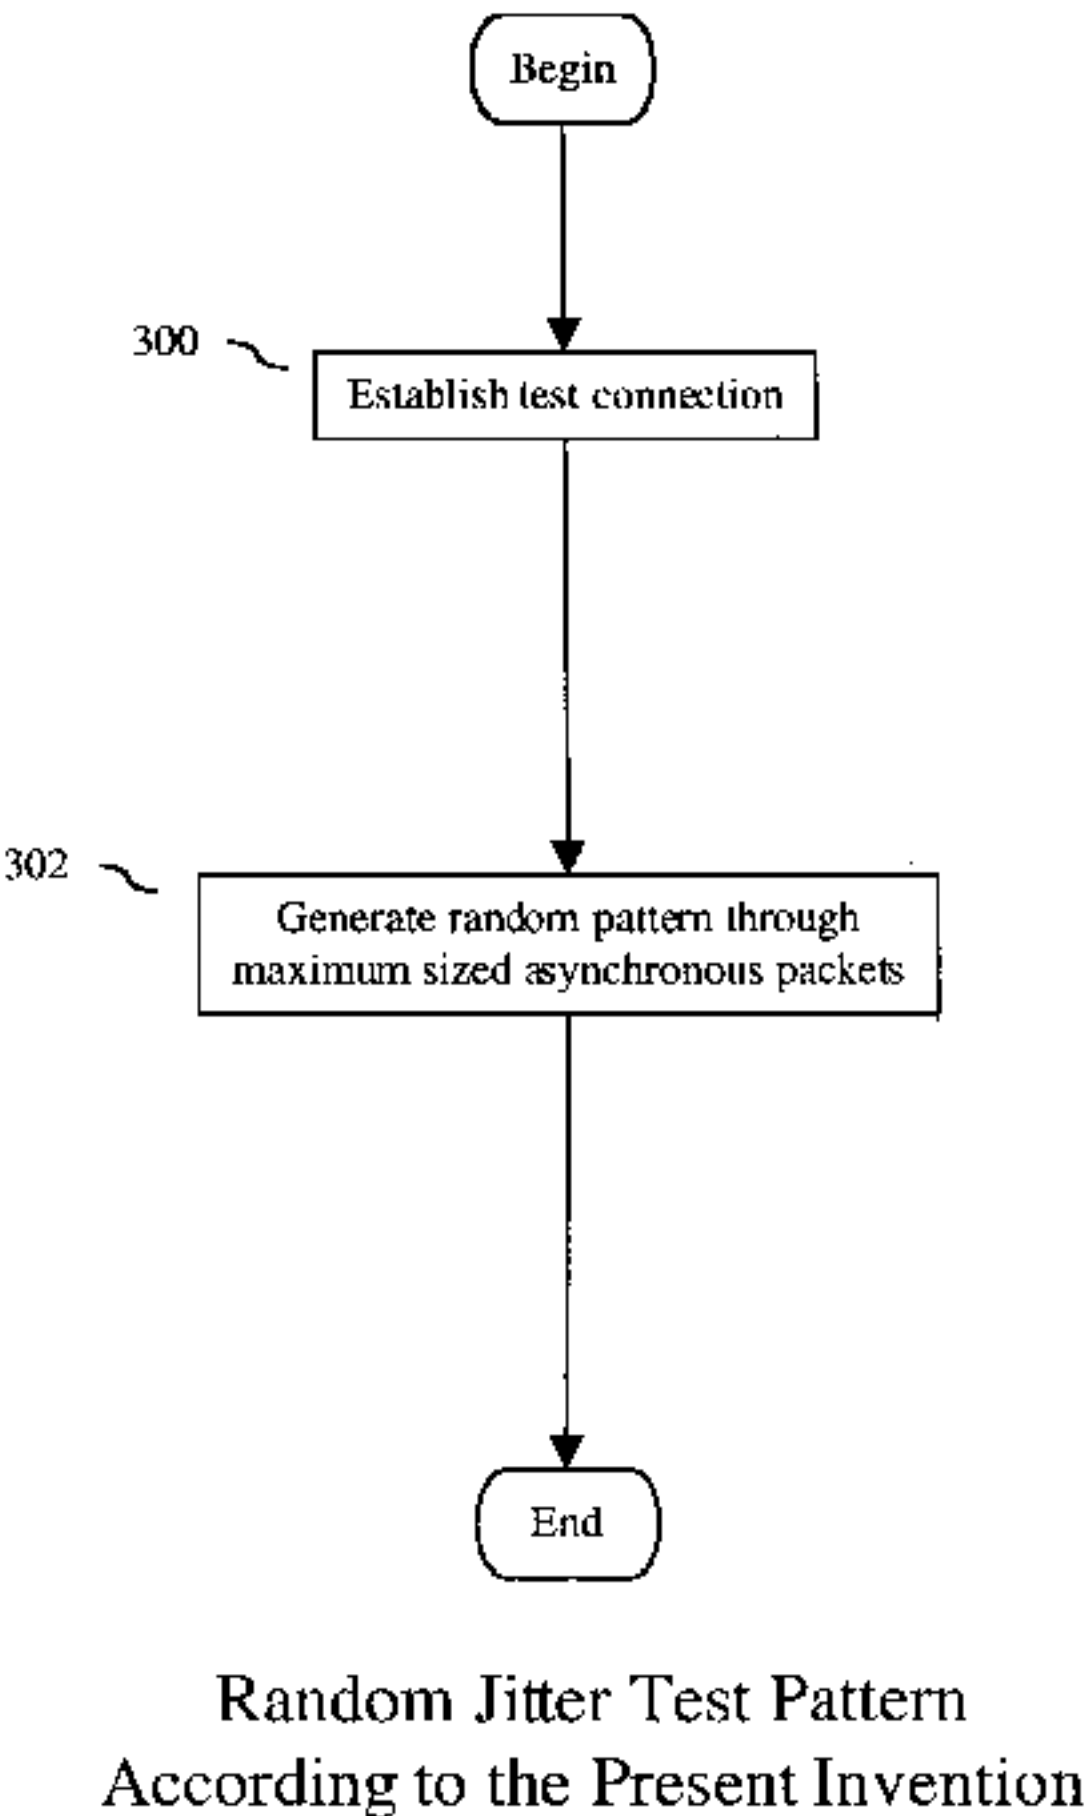 Begin
300
Establish test connection
302
Generate random pattern through
maximum sized asynchronous packets
End
Random Jitter Test Pattern
According to the Present Invention